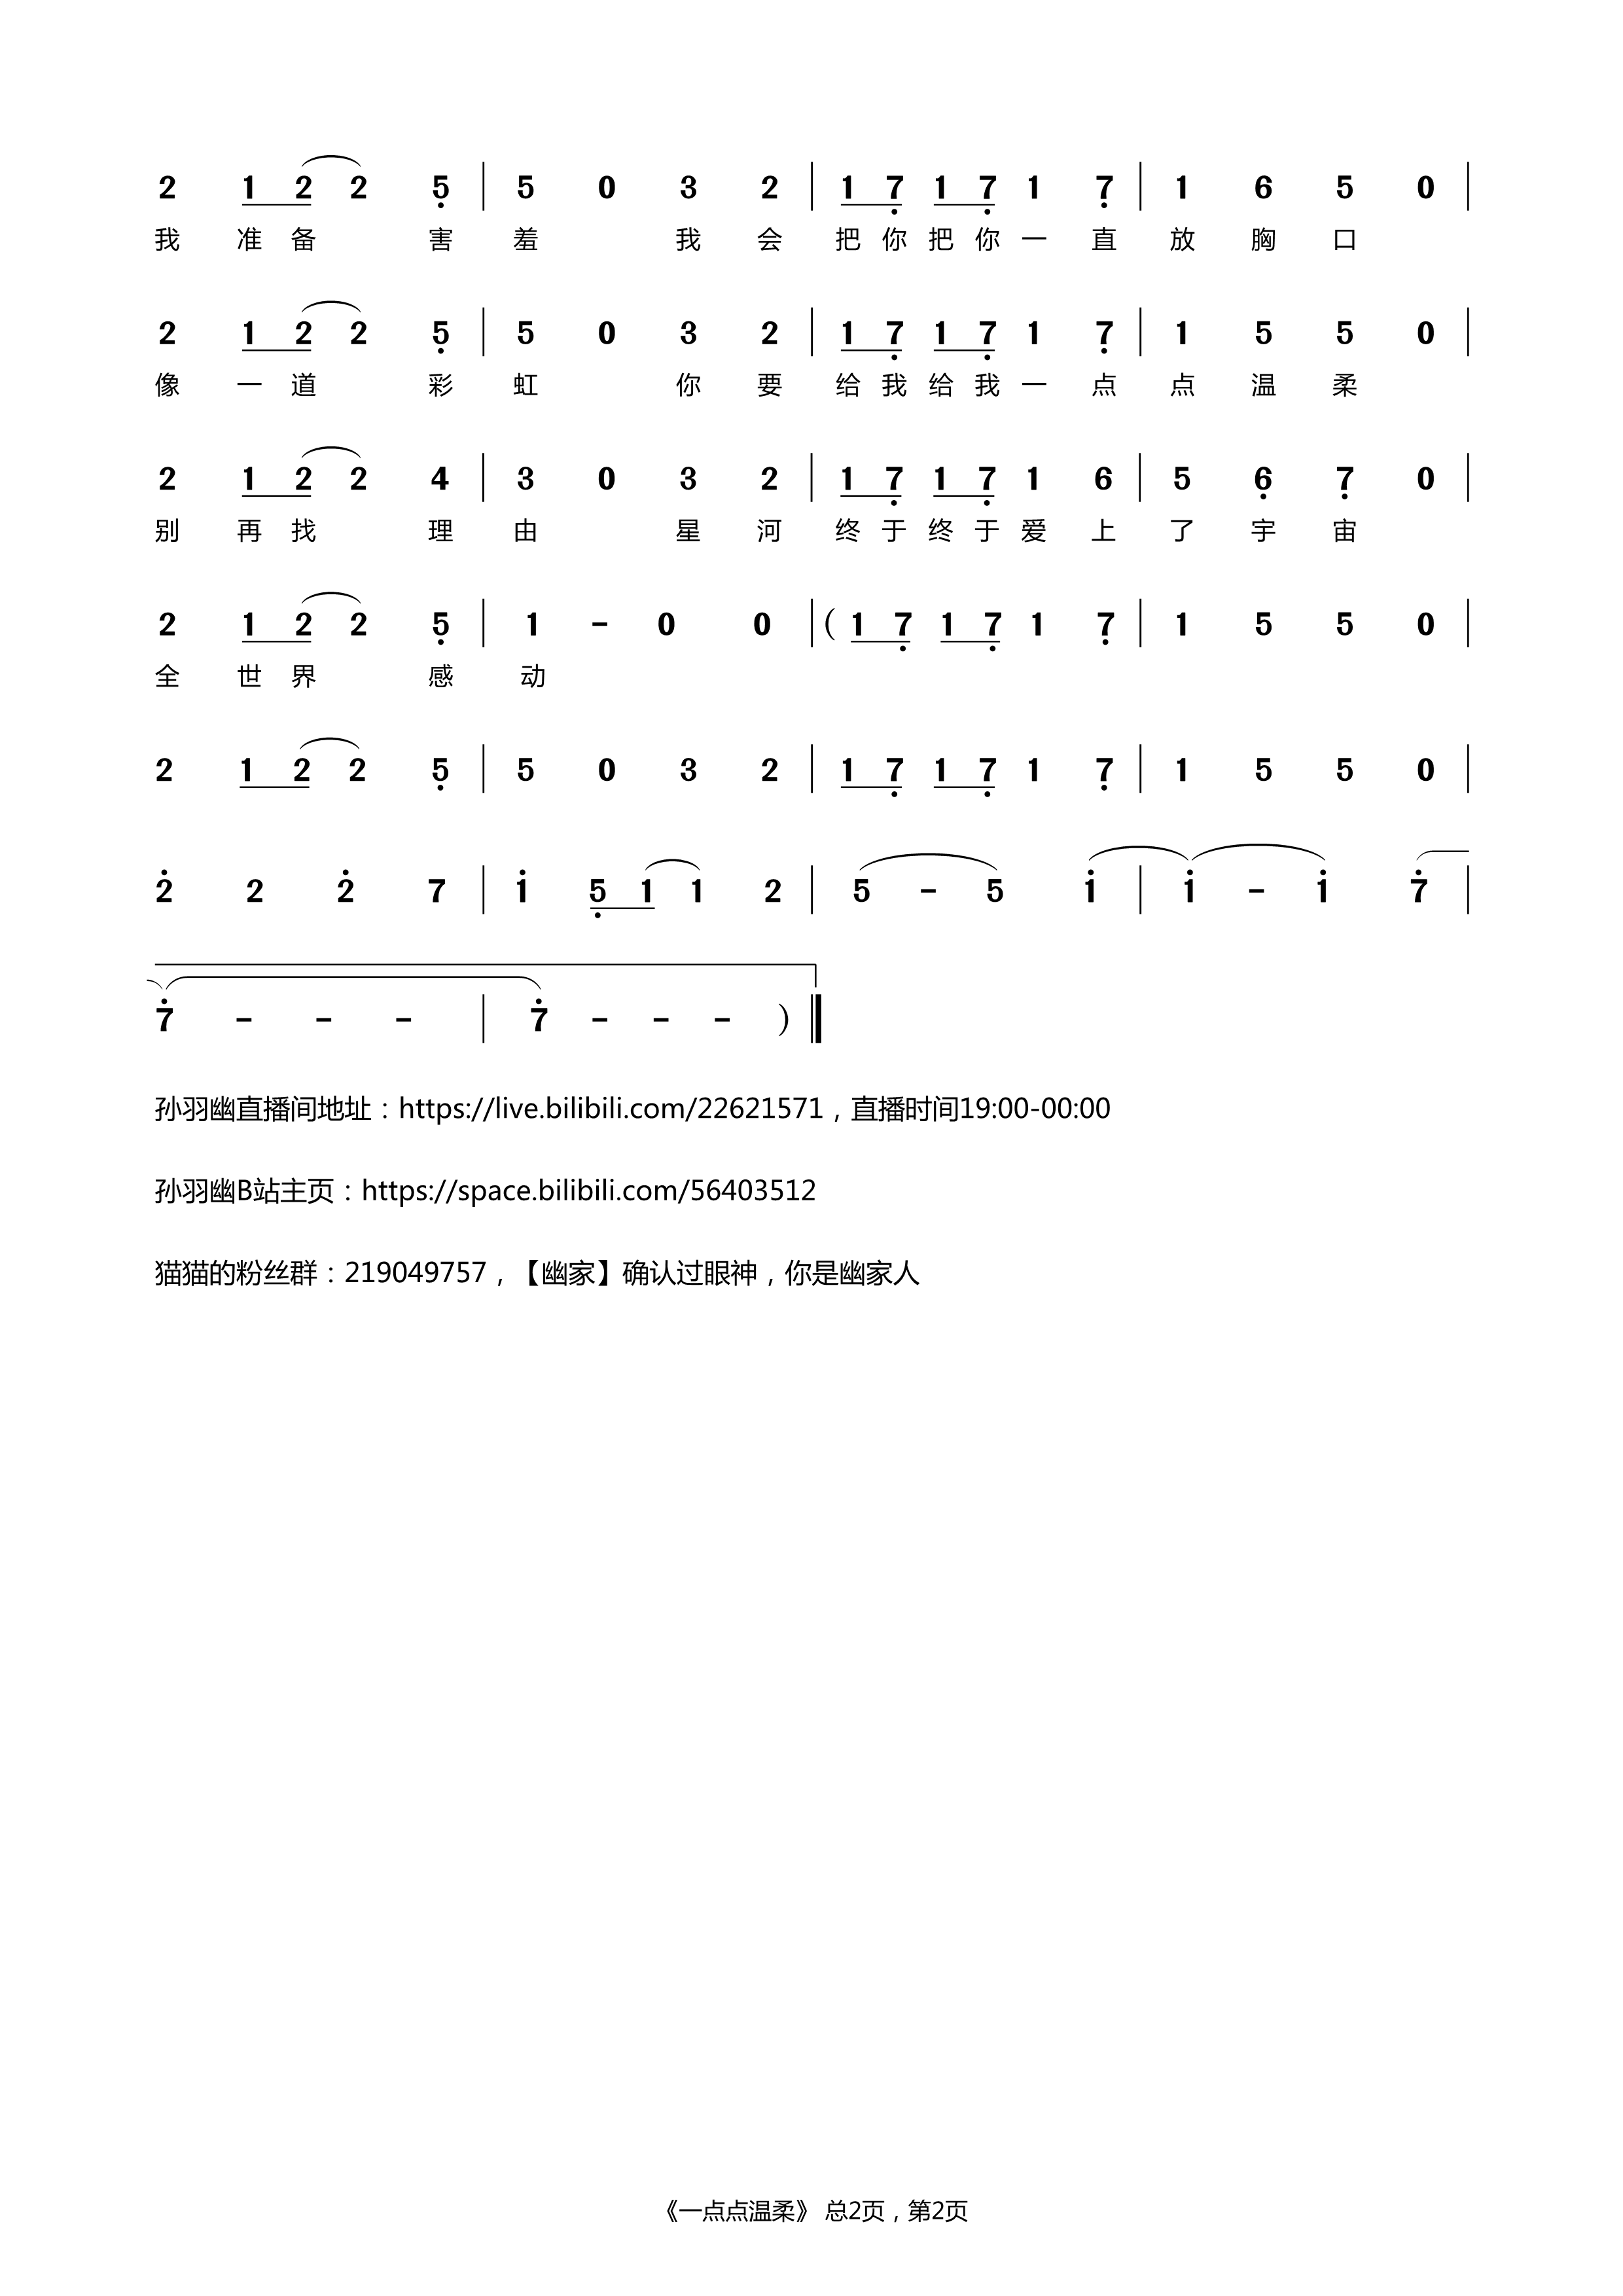 2 1 2 2 5 | 5 0 3 2 | 1 7 1 7 1 7 | 1 6 5 0 |
我 准 备 害 羞 我 会 把 你 把 你 一 直 放 胸 口
2 1 2 2 5 | 5 0 3 2 | 1 7 1 7 1 7 | 1 5 5 0 |
像 一 道 彩 虹 你 要 给 我 给 我 一 点 点 温 柔
2 1 2 2 4 | 3 0 3 2 | 1 7 1 7 1 6 | 5 6 7 0 |
别 再 找 理 由 星 河 终 于 终 于 爱 上 了 宇 宙
2 1 2 2 5 | 1 - 0 0 | ( 1 7 1 7 1 7 | 1 5 5 0 |
全 世 界 感 动
2 1 2 2 5 | 5 0 3 2 | 1 7 1 7 1 7 | 1 5 5 0 |
2 2 2 7 | 1 5 1 1 2 | 5 - 5 1 | 1 - 1 7 |
7 - - - | 7 - - - )
孙羽幽直播间地址：https://live.bilibili.com/22621571，直播时间19:00-00:00
孙羽幽B站主页：https://space.bilibili.com/56403512
猫猫的粉丝群：219049757，【幽家】确认过眼神，你是幽家人
《一点点温柔》 总2页，第2页